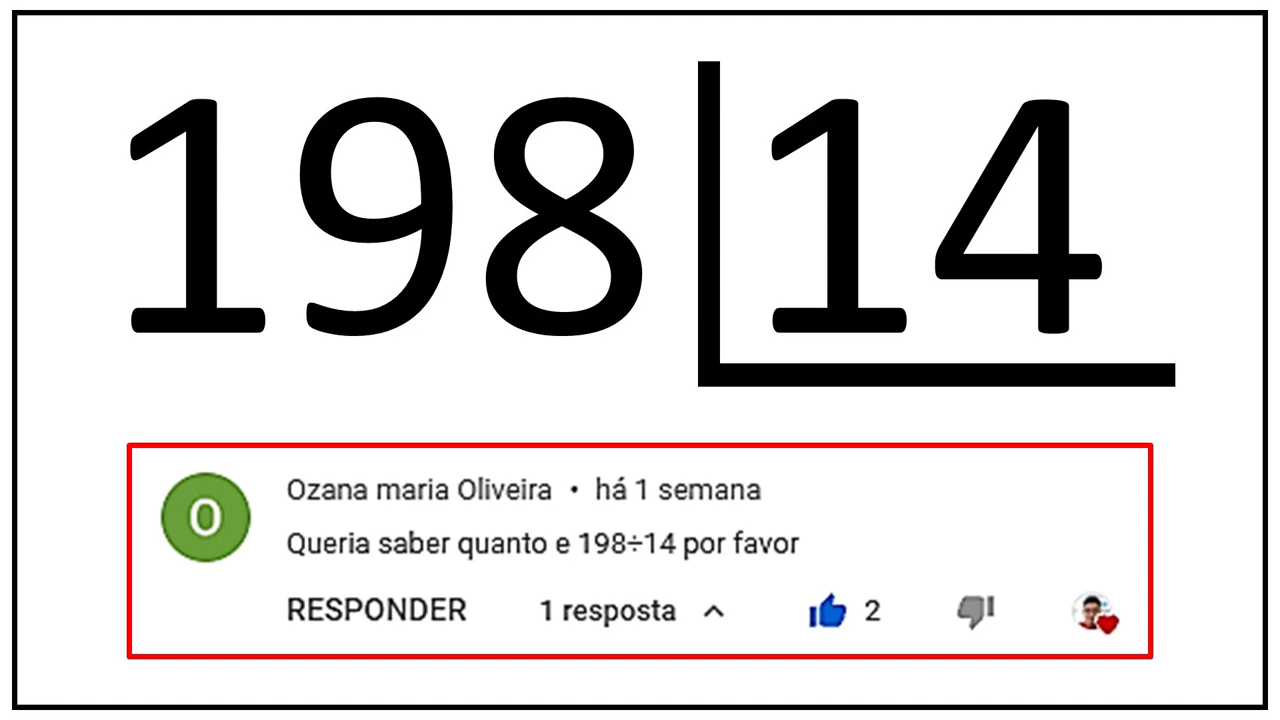 198 14
O
Ozana maria Oliveira • há 1 semana
Queria saber quanto e 198÷14 por favor
RESPONDER 1 resposta 2